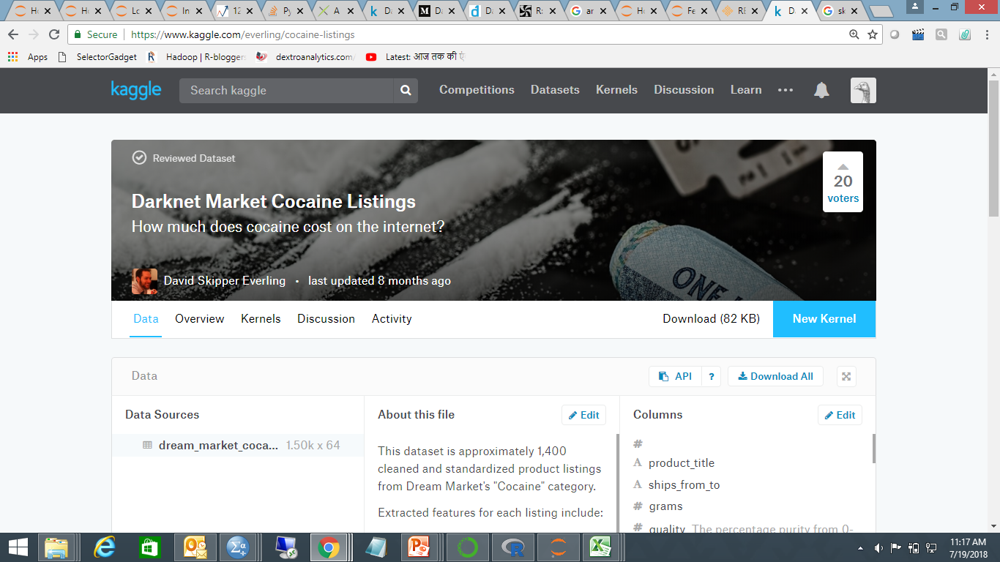 He
He
Lo
In
12
Py
A
Da
Da
Da
R:
ar
He
Fe
RE
Da
sk
Secure https://www.kaggle.com/everling/cocaine-listings
Apps SelectorGadget Hadoop | R-blogger: dextroanalytics.com Latest: आज तक की ए
kaggle Search kaggle Competitions Datasets Kernels Discussion Learn
Reviewed Dataset
20
voters
Darknet Market Cocaine Listings
How much does cocaine cost on the internet?
ONE
David Skipper Everling • last updated 8 months ago
Data Overview Kernels Discussion Activity Download (82 KB) New Kernel
Data API ? Download All
Data Sources
dream_market_coca... 1.50k x 64
About this file Edit
This dataset is approximately 1,400
cleaned and standardized product listings
from Dream Market's "Cocaine" category.
Extracted features for each listing include:
Columns Edit
#
A product_title
A ships_from_to
# grams
# quality The percentage purity from 0-
11:17 AM
7/19/2018